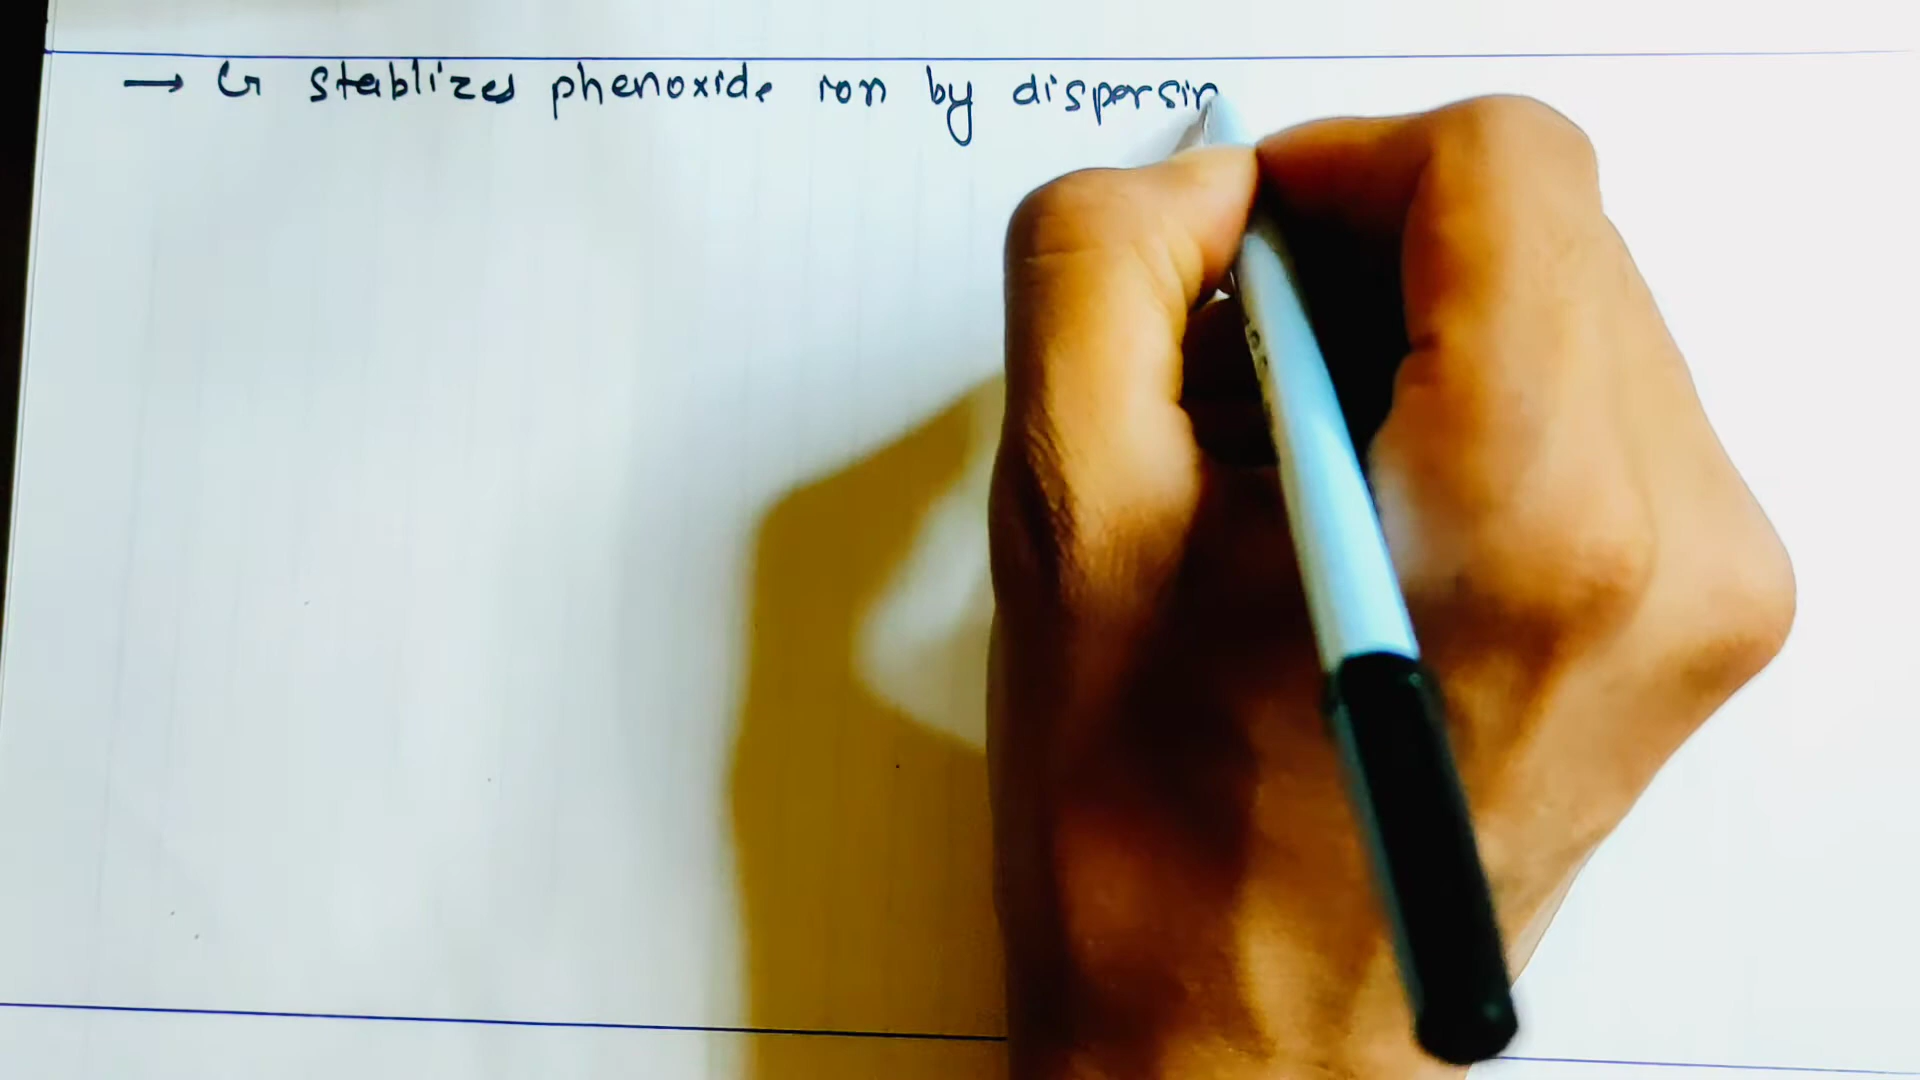 → G stablizes phenoxide ion by dispersin